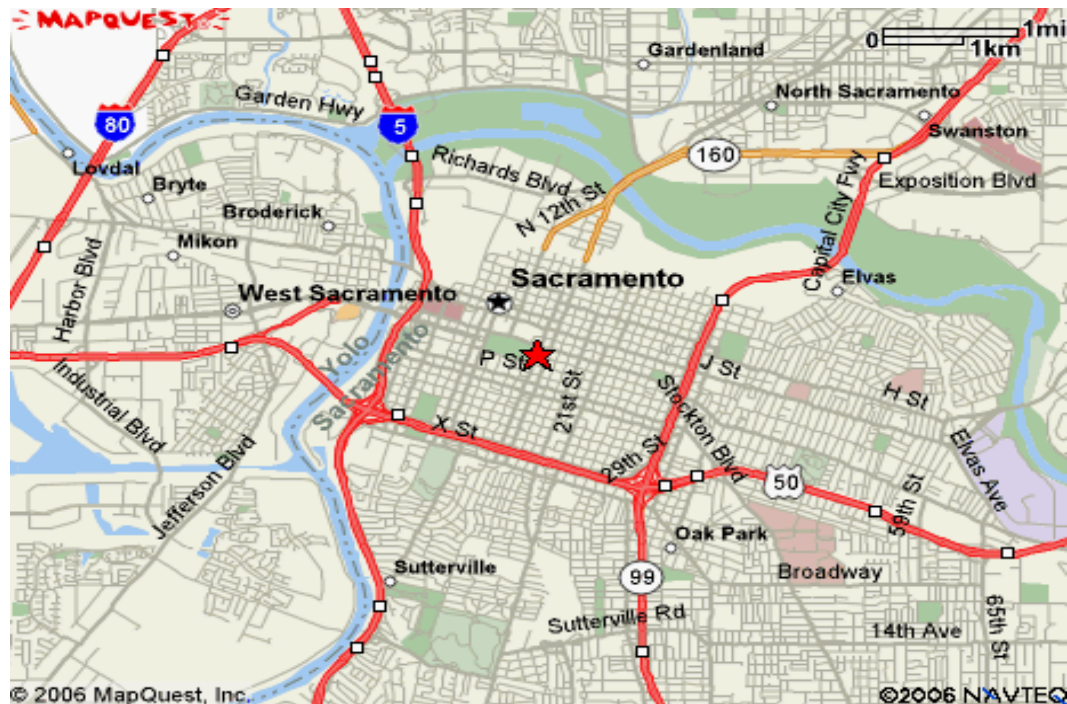 MAPQUEST
0 1mi
1km
Gardenland
80
Garden Hwy
5
North Sacramento
Swanston
Lovdal
Bryte
Richards Blvd
160
Exposition Blvd
Broderick
N 12th St
Mikon
Capital City Fwy
Harbor Blvd
Sacramento
Elvas
West Sacramento
Yolo
Sacramento
P St
J St
Industrial Blvd
H St
21st St
Stockton Blvd
X St
29th St
Jefferson Blvd
50
59th St
Elvas Ave
Oak Park
Sutterville
99
Broadway
Sutterville Rd
14th Ave
65th St
© 2006 MapQuest, Inc.
©2006 NAVTEQ